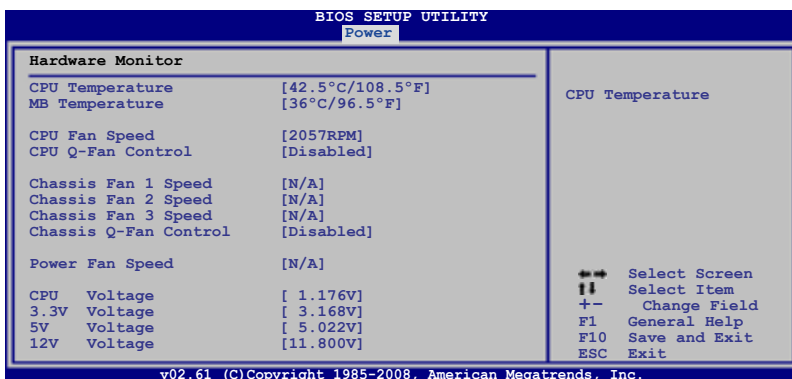 BIOS SETUP UTILITY
Power
Hardware Monitor
CPU Temperature [42.5°C/108.5°F]
MB Temperature [36°C/96.5°F]
CPU Fan Speed [2057RPM]
CPU Q-Fan Control [Disabled]
Chassis Fan 1 Speed [N/A]
Chassis Fan 2 Speed [N/A]
Chassis Fan 3 Speed [N/A]
Chassis Q-Fan Control [Disabled]
Power Fan Speed [N/A]
CPU Voltage [ 1.176V]
3.3V Voltage [ 3.168V]
5V Voltage [ 5.022V]
12V Voltage [11.800V]
CPU Temperature
←→ Select Screen
↑↓ Select Item
+- Change Field
F1 General Help
F10 Save and Exit
ESC Exit
v02.61 (C)Copyright 1985-2008, American Megatrends, Inc.